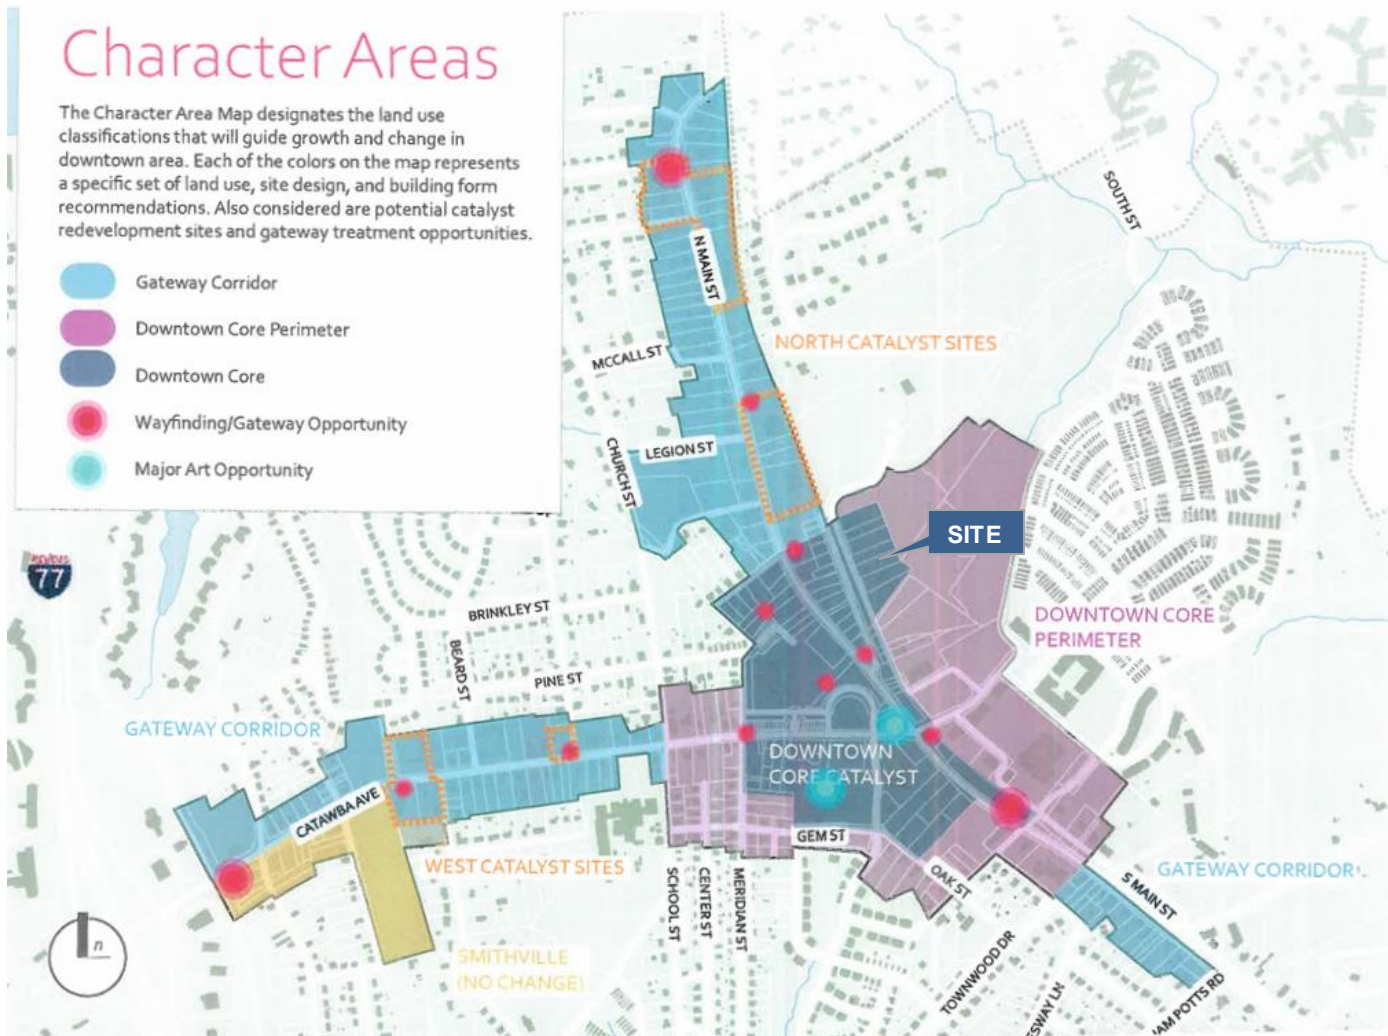 Character Areas
The Character Area Map designates the land use
classifications that will guide growth and change in
downtown area. Each of the colors on the map represents
a specific set of land use, site design, and building form
recommendations. Also considered are potential catalyst
redevelopment sites and gateway treatment opportunities.
Gateway Corridor
Downtown Core Perimeter
Downtown Core
Wayfinding/Gateway Opportunity
Major Art Opportunity
SOUTH ST
N MAIN ST
NORTH CATALYST SITES
MCCALL ST
CHURCH ST
LEGION ST
SITE
77
BRINKLEY ST
BEARD ST
PINE ST
DOWNTOWN CORE
PERIMETER
GATEWAY CORRIDOR
DOWNTOWN
CORE CATALYST
CATAWBA AVE
GEM ST
WEST CATALYST SITES
SCHOOL ST
CENTER ST
MERIDIAN ST
OAK ST
GATEWAY CORRIDOR
S MAIN ST
n
SMITHVILLE
(NO CHANGE)
TOWNWOOD DR
ESWAY LN
IAM POTTS RD